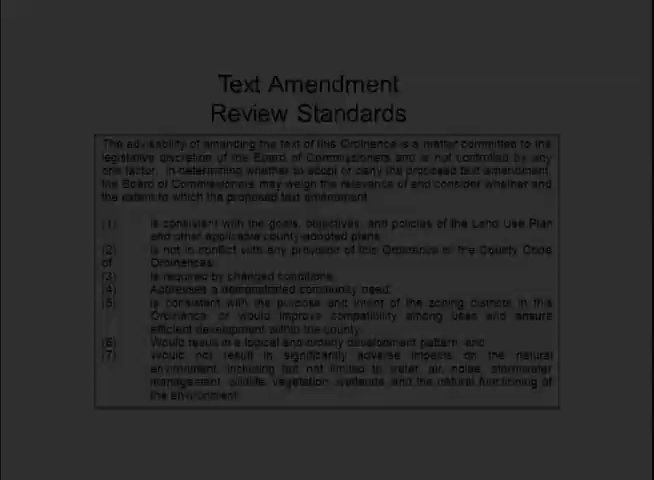 Text Amendment
Review Standards
The advisability of amending the text of this Ordinance is a matter committed to the
legislative discretion of the Board of Commissioners and is not controlled by any
one factor. In determining whether to adopt or deny the proposed text amendment,
the Board of Commissioners may weigh the relevance of and consider whether and
the extent to which the proposed text amendment:
(1) Is consistent with the goals, objectives, and policies of the Land Use Plan
and other applicable county-adopted plans;
(2) Is not in conflict with any provision of this Ordinance or the County Code
of Ordinances;
(3) Is required by changed conditions;
(4) Addresses a demonstrated community need;
(5) Is consistent with the purpose and intent of the zoning districts in this
Ordinance, or would improve compatibility among uses and ensure
efficient development within the county;
(6) Would result in a logical and orderly development pattern; and
(7) Would not result in significantly adverse impacts on the natural
environment, including but not limited to water, air, noise, stormwater
management, wildlife, vegetation, wetlands, and the natural functioning of
the environment.